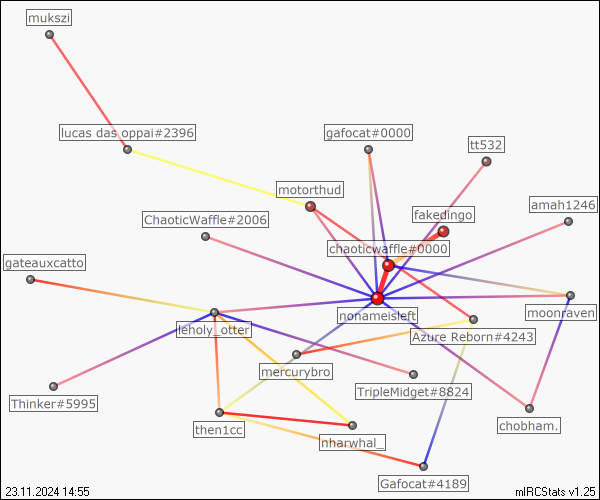 mukszi
lucas das oppai#2396
gafocat#0000
tt532
motorthud
amah1246
ChaoticWaffle#2006
fakedingo
chaoticwaffle#0000
gateauxcatto
nonameisleft
moonraven
leholy_otter
Azure Reborn#4243
mercurybro
Thinker#5995
TripleMidget#8824
then1cc
chobham.
nharwhal_
Gafocat#4189
23.11.2024 14:55
mIRCStats v1.25